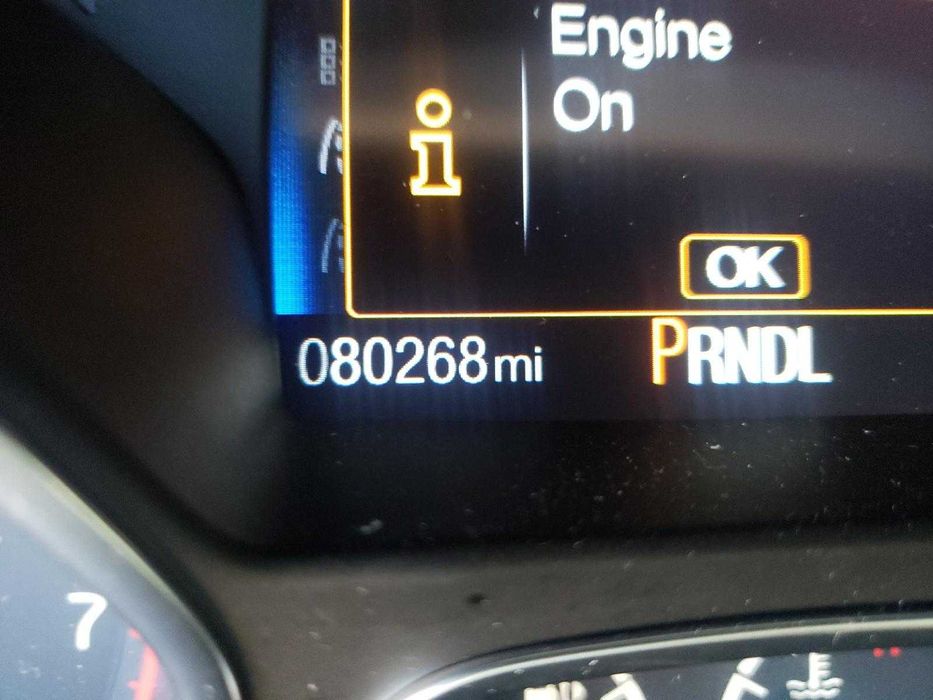 Engine
On
i
OK
080268mi
PRNDL
7
E